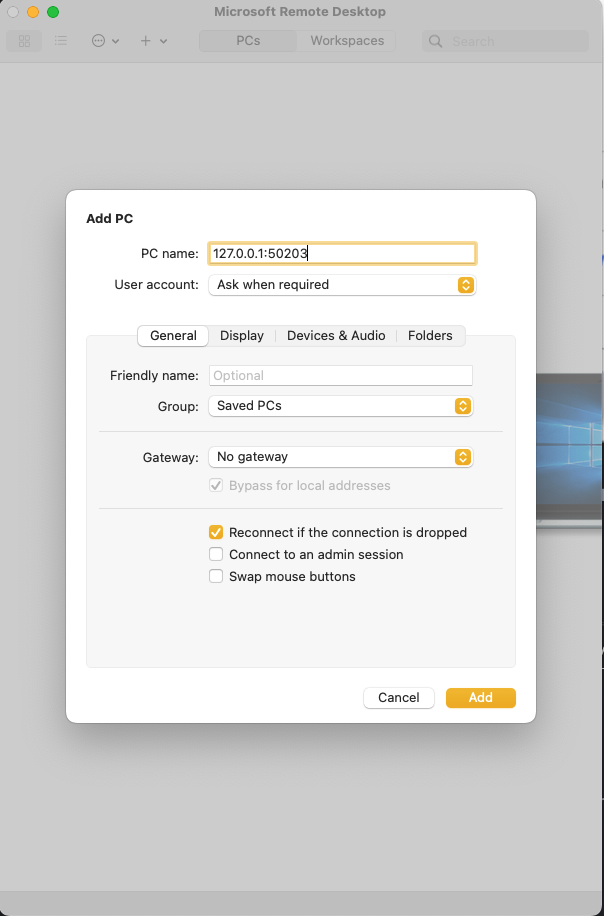 Microsoft Remote Desktop
PCs Workspaces Search
Add PC
PC name: 127.0.0.1:50203
User account: Ask when required
General Display Devices & Audio Folders
Friendly name: Optional
Group: Saved PCs
Gateway: No gateway
Bypass for local addresses
Reconnect if the connection is dropped
Connect to an admin session
Swap mouse buttons
Cancel Add